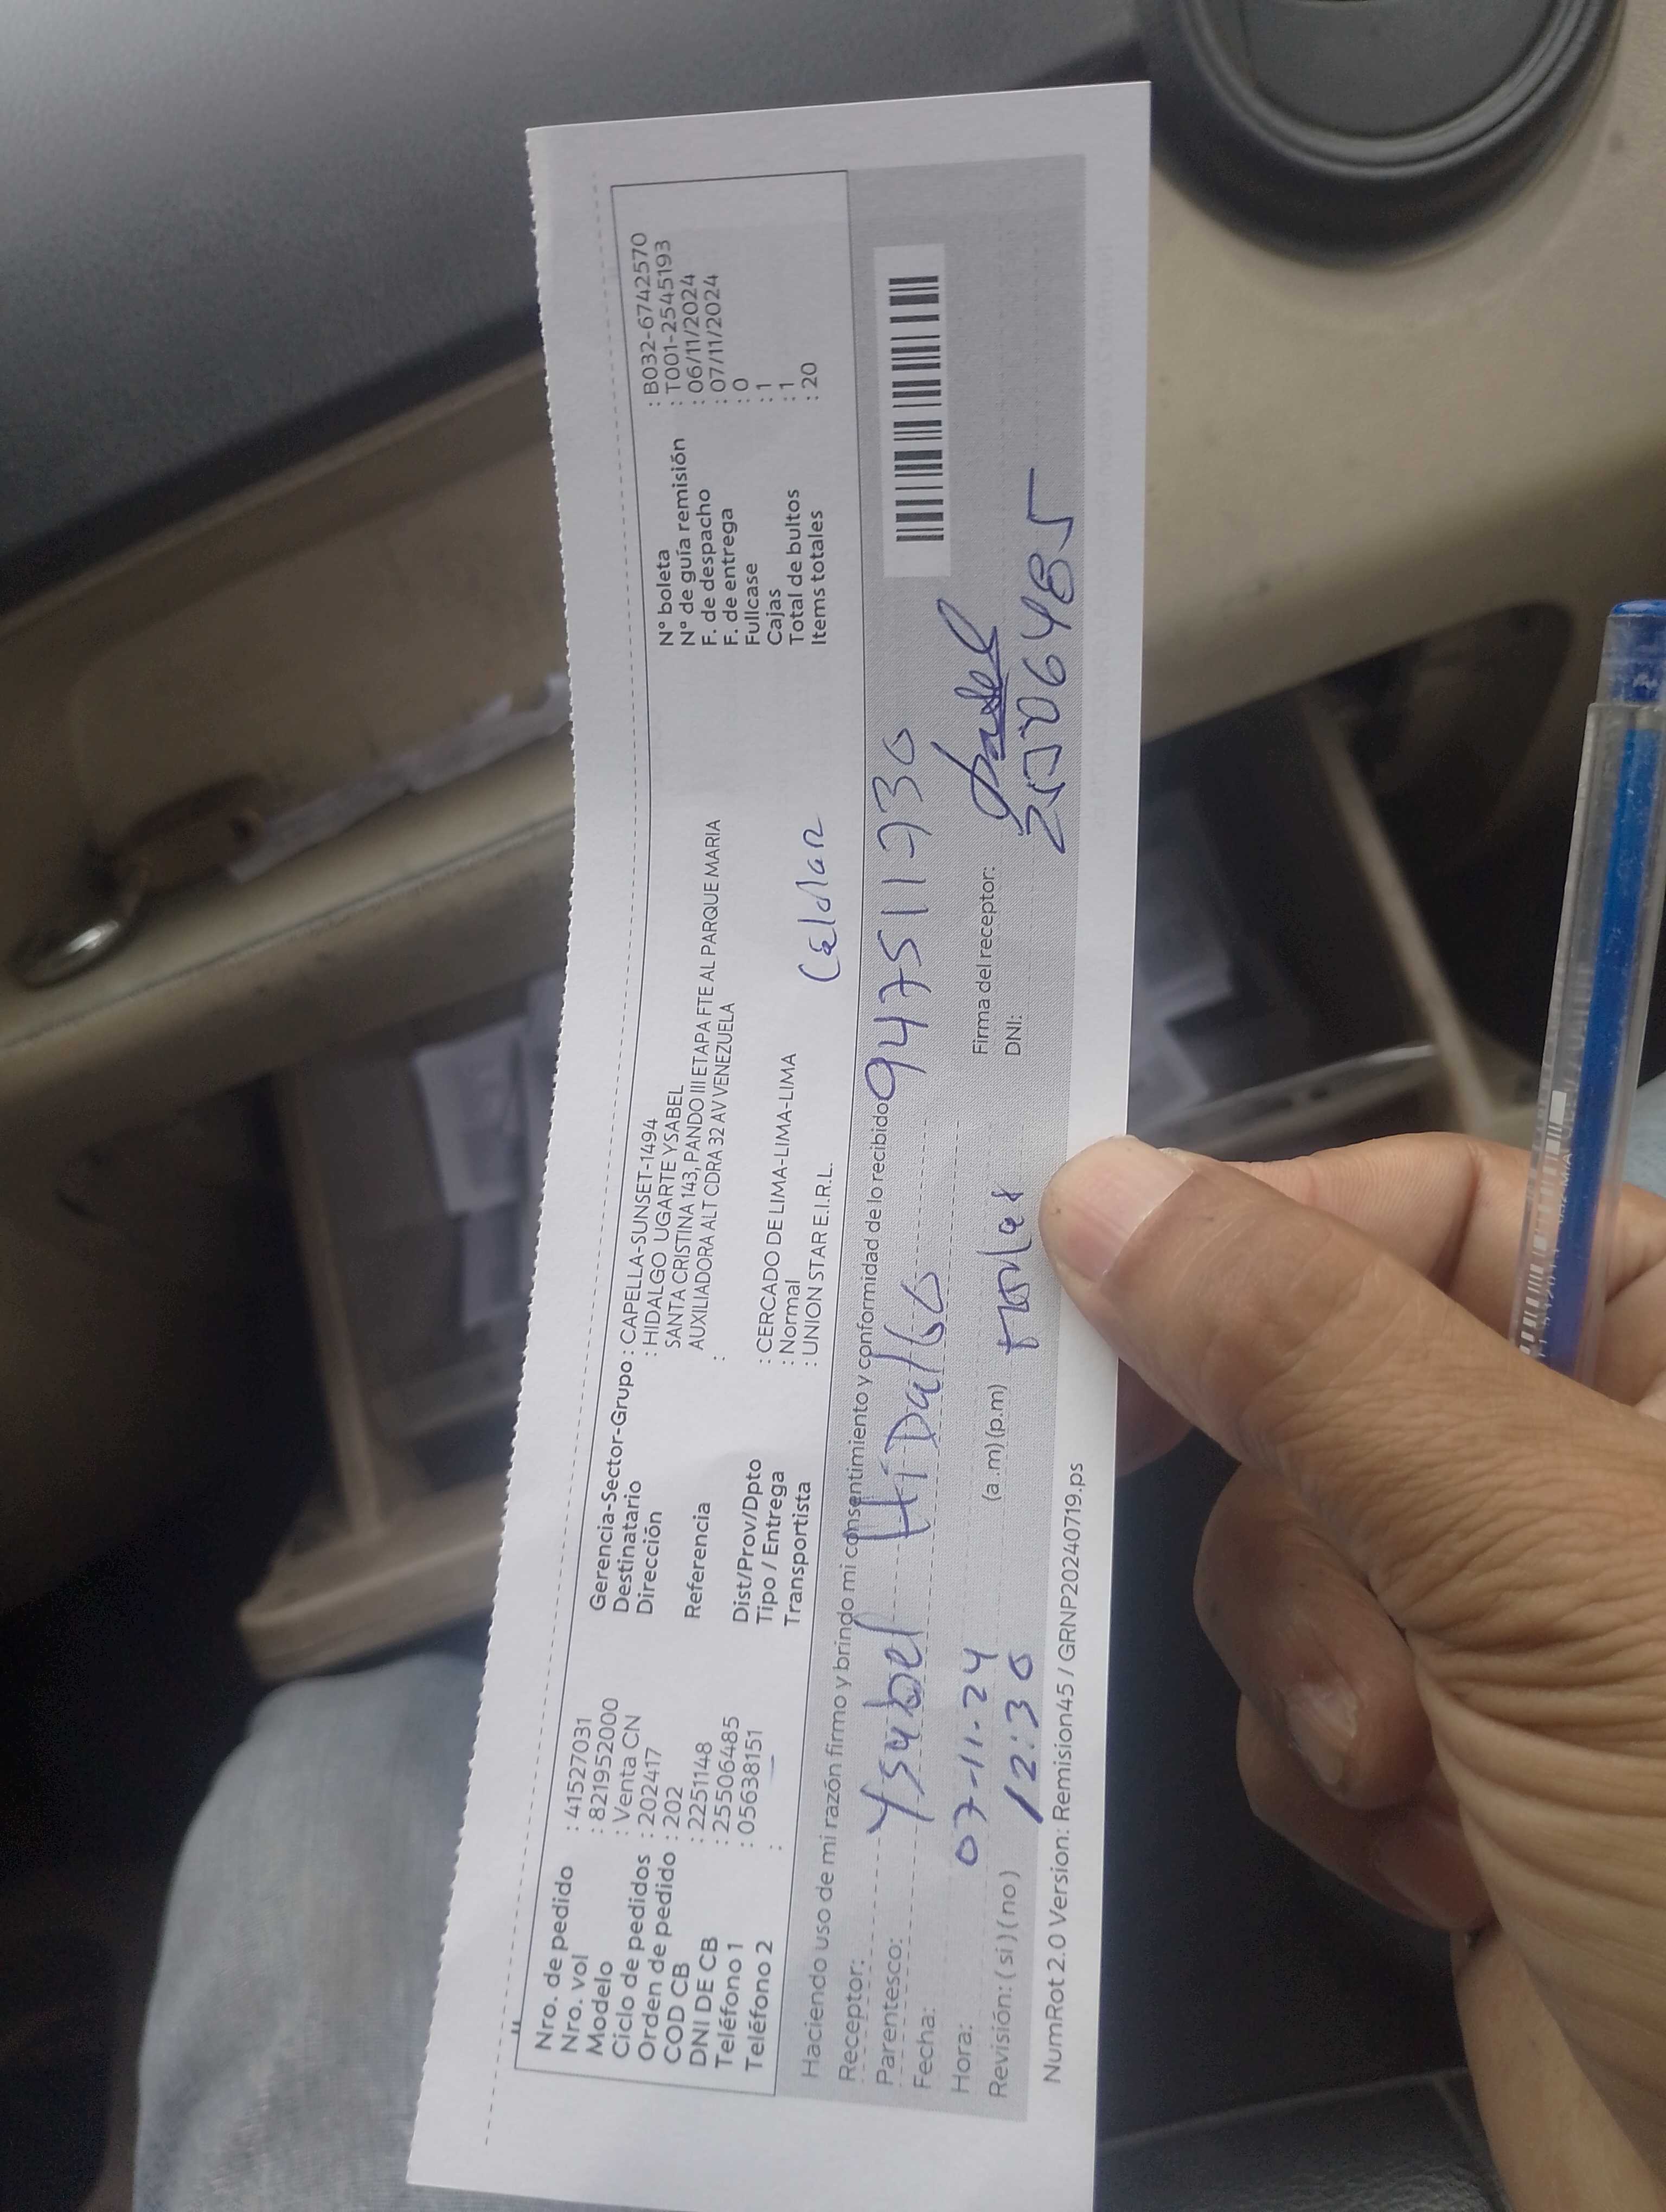 Nro. de pedido : 41527031
Nro. vol : 821952000
Modelo : Venta CN
Ciclo de pedidos : 202417
Orden de pedido : 202
COD CB : 2251148
DNI DE CB : 25506485
Teléfono 1 : 05638151
Teléfono 2 :
Gerencia-Sector-Grupo : CAPELLA-SUNSET-1494
Destinatario : HIDALGO UGARTE YSABEL
Dirección SANTA CRISTINA 143, PANDO III ETAPA FTE AL PARQUE MARIA
AUXILIADORA ALT CDRA 32 AV VENEZUELA
Referencia :
Dist/Prov/Dpto : CERCADO DE LIMA-LIMA-LIMA
Tipo / Entrega : Normal
Transportista : UNION STAR E.I.R.L.
N° boleta : B032-6742570
N° de guía remisión : T001-2545193
F. de despacho : 06/11/2024
F. de entrega : 07/11/2024
Fullcase : 0
Cajas : 1
Total de bultos : 1
Items totales : 20
Celular
Haciendo uso de mi razón firmo y brindo mi consentimiento y conformidad de lo recibido 947511730
Receptor: Ysabel Hidalgo
Parentesco:
Fecha: 07-11-24
Hora: 12:30 (a.m) (p.m)
Revisión: ( si ) ( no )
Firma del receptor:
DNI: 25506485
NumRot 2.0 Version: Remision45 / GRNP20240719.ps